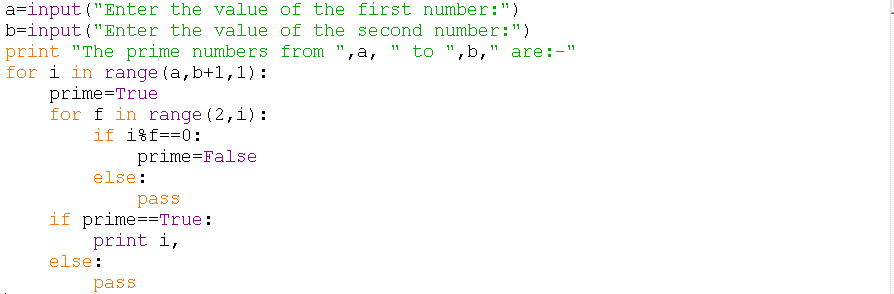 a=input("Enter the value of the first number:")
b=input("Enter the value of the second number:")
print "The prime numbers from ",a, " to ",b," are:-"
for i in range(a,b+1,1):
    prime=True
    for f in range(2,i):
        if i%f==0:
            prime=False
        else:
            pass
    if prime==True:
        print i,
    else:
        pass